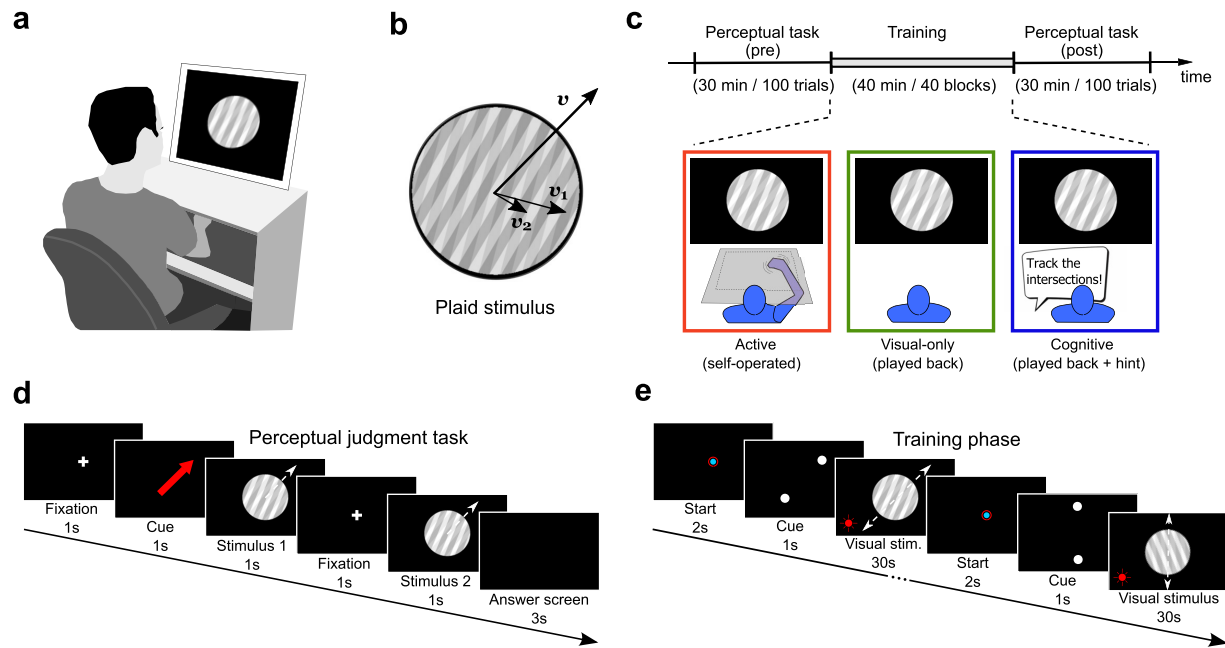 a
b
v
v1
v2
Plaid stimulus
c
Perceptual task
(pre)
Training
Perceptual task
(post)
time
(30 min / 100 trials)
(40 min / 40 blocks)
(30 min / 100 trials)
Track the
intersections!
Active
(self-operated)
Visual-only
(played back)
Cognitive
(played back + hint)
d
Perceptual judgment task
Fixation
1s
Cue
1s
Stimulus 1
1s
Fixation
1s
Stimulus 2
1s
Answer screen
3s
e
Training phase
Start
2s
Cue
1s
Visual stim.
30s
Start
2s
Cue
1s
Visual stimulus
30s